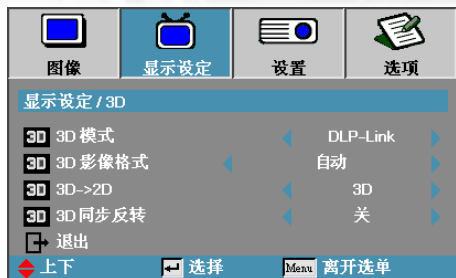 图像 显示设定 设置 选项
显示设定 / 3D
3D 3D 模式 DLP-Link
3D 3D 影像格式 自动
3D 3D->2D 3D
3D 3D 同步反转 关
退出
上下 选择 Menu 离开选单